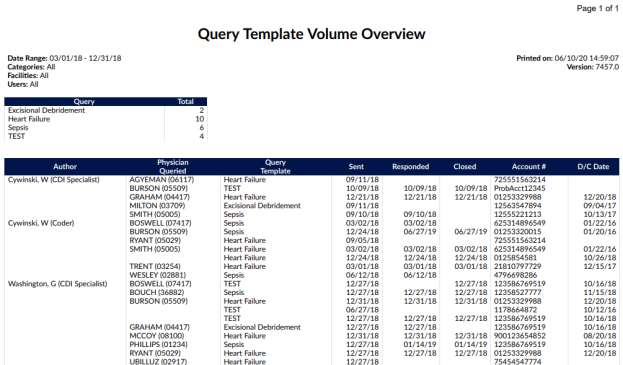 Page 1 of 1
Query Template Volume Overview
Date Range: 03/01/18 - 12/31/18
Printed on: 06/10/20 14:59:07
Categories: All
Version: 7457.0
Facilities: All
Users: All
Query Total
Excisional Debridement 2
Heart Failure 10
Sepsis 6
TEST 4
Author Physician Queried Query Template Sent Responded Closed Account # D/C Date
Cywinski, W (CDI Specialist) AGYEMAN (06117) Heart Failure 09/11/18 725551563214
BURSON (05509) TEST 10/09/18 10/09/18 10/09/18 ProbAcct12345
GRAHAM (04417) Heart Failure 12/21/18 12/21/18 12/21/18 01253329988 12/20/18
MILTON (03709) Excisional Debridement 09/11/18 12563547894 09/04/17
SMITH (05005) Sepsis 09/10/18 09/10/18 12555221213 10/13/17
Cywinski, W (Coder) BOSWELL (07417) Sepsis 03/02/18 03/02/18 625314896549 01/22/16
BURSON (05509) Sepsis 12/24/18 06/27/19 06/27/19 01253320015 01/20/16
RYANT (05029) Heart Failure 09/05/18 725551563214
SMITH (05005) Heart Failure 03/02/18 03/02/18 03/02/18 625314896549 01/22/16
Heart Failure 12/24/18 12/24/18 12/24/18 0125854581 10/26/18
TRENT (03254) Heart Failure 03/01/18 03/01/18 03/01/18 21810797729 12/15/17
WESLEY (02881) Sepsis 06/12/18 06/12/18 4796698286
Washington, G (CDI Specialist) BOSWELL (07417) TEST 12/27/18 12/27/18 123586769519 10/16/18
BOUCH (36882) Sepsis 12/27/18 12/27/18 12/27/18 12358527777 11/15/18
BURSON (05509) Heart Failure 12/31/18 12/31/18 12/31/18 01253329988 12/20/18
TEST 06/27/18 1178664872 10/12/16
TEST 12/27/18 12/27/18 12/27/18 123586769519 10/16/18
GRAHAM (04417) Excisional Debridement 12/27/18 123586769519 10/16/18
MCCOY (08100) Heart Failure 12/31/18 12/31/18 12/31/18 900123654852 08/20/18
PHILLIPS (01234) Sepsis 12/27/18 01/14/19 01/14/19 123586769519 10/16/18
RYANT (05029) Heart Failure 12/27/18 12/27/18 12/27/18 01253329988 12/20/18
UBILLUZ (02917) Heart Failure 12/27/18 75454547774